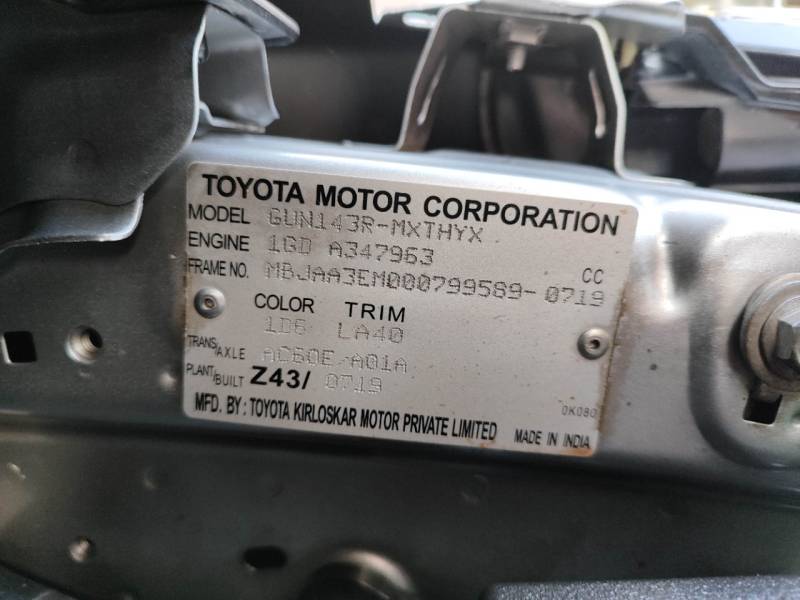 TOYOTA MOTOR CORPORATION
MODEL GUN143R-MXTHYX
ENGINE 1GD A347963 CC
FRAME NO. MBJAA3EM000799589-0719
COLOR TRIM
1D6 LA40
TRANS/AXLE AC60E/A01A
PLANT/BUILT Z43/ 0719
0K080
MFD. BY : TOYOTA KIRLOSKAR MOTOR PRIVATE LIMITED MADE IN INDIA